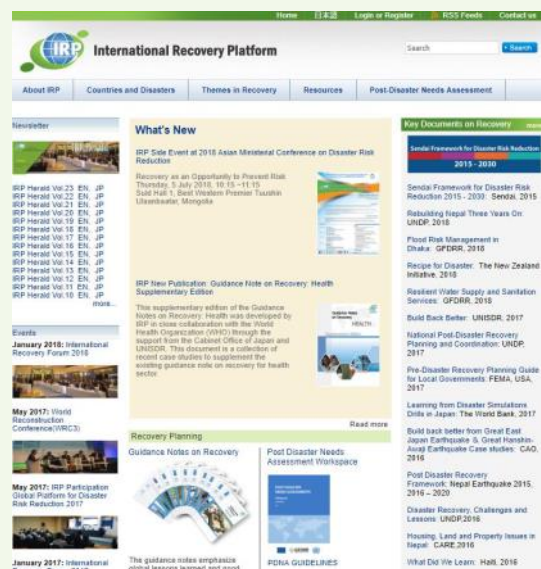 Home 日本語 Login or Register RSS Feeds Contact us
IRP International Recovery Platform
Search Search
About IRP Countries and Disasters Themes in Recovery Resources Post-Disaster Needs Assessment
Newsletter
IRP Herald Vol.23 EN, JP
IRP Herald Vol.22 EN, JP
IRP Herald Vol.21 EN, JP
IRP Herald Vol.20 EN, JP
IRP Herald Vol.19 EN, JP
IRP Herald Vol.18 EN, JP
IRP Herald Vol.17 EN, JP
IRP Herald Vol.16 EN, JP
IRP Herald Vol.15 EN, JP
IRP Herald Vol.14 EN, JP
IRP Herald Vol.13 EN, JP
IRP Herald Vol.12 EN, JP
IRP Herald Vol.11 EN, JP
IRP Herald Vol.10 EN, JP
more...
Events
January 2018: International
Recovery Forum 2018
May 2017: World
Reconstruction
Conference(WRC3)
May 2017: IRP Participation
Global Platform for Disaster
Risk Reduction 2017
January 2017: International
What's New
IRP Side Event at 2018 Asian Ministerial Conference on Disaster Risk
Reduction
Recovery as an Opportunity to Prevent Risk
Thursday, 5 July 2018, 10:15 ~11:15
Suld Hall 1, Best Western Premier Tuushin
Ulaanbaatar, Mongolia
IRP New Publication: Guidance Note on Recovery: Health
Supplementary Edition
This supplementary edition of the Guidance
Notes on Recovery: Health was developed by
IRP in close collaboration with the World
Health Organization (WHO) through the
support from the Cabinet Office of Japan and
UNISDR. This document is a collection of
recent case studies to supplement the
existing guidance note on recovery for health
sector.
HEALTH
Read more
Recovery Planning
Guidance Notes on Recovery
The guidance notes emphasize
global lessons learned and good
Post Disaster Needs
Assessment Workspace
PDNA GUIDELINES
Key Documents on Recovery more
Sendai Framework for Disaster Risk Reduction
2015 - 2030
Sendai Framework for Disaster Risk
Reduction 2015 - 2030: Sendai, 2015
Rebuilding Nepal Three Years On:
UNDP, 2018
Flood Risk Management in
Dhaka: GFDRR, 2018
Recipe for Disaster: The New Zealand
Initiative, 2018
Resilient Water Supply and Sanitation
Services: GFDRR, 2018
Build Back Better: UNISDR, 2017
National Post-Disaster Recovery
Planning and Coordination: UNDP,
2017
Pre-Disaster Recovery Planning Guide
for Local Governments: FEMA, USA,
2017
Learning from Disaster Simulations
Drills in Japan: The World Bank, 2017
Build back better from Great East
Japan Earthquake & Great Hanshin-
Awaji Earthquake Case studies: CAO,
2016
Post Disaster Recovery
Framework: Nepal Earthquake 2015,
2016 – 2020
Disaster Recovery, Challenges and
Lessons: UNDP,2016
Housing, Land and Property Issues in
Nepal: CARE,2016
What Did We Learn: Haiti, 2016